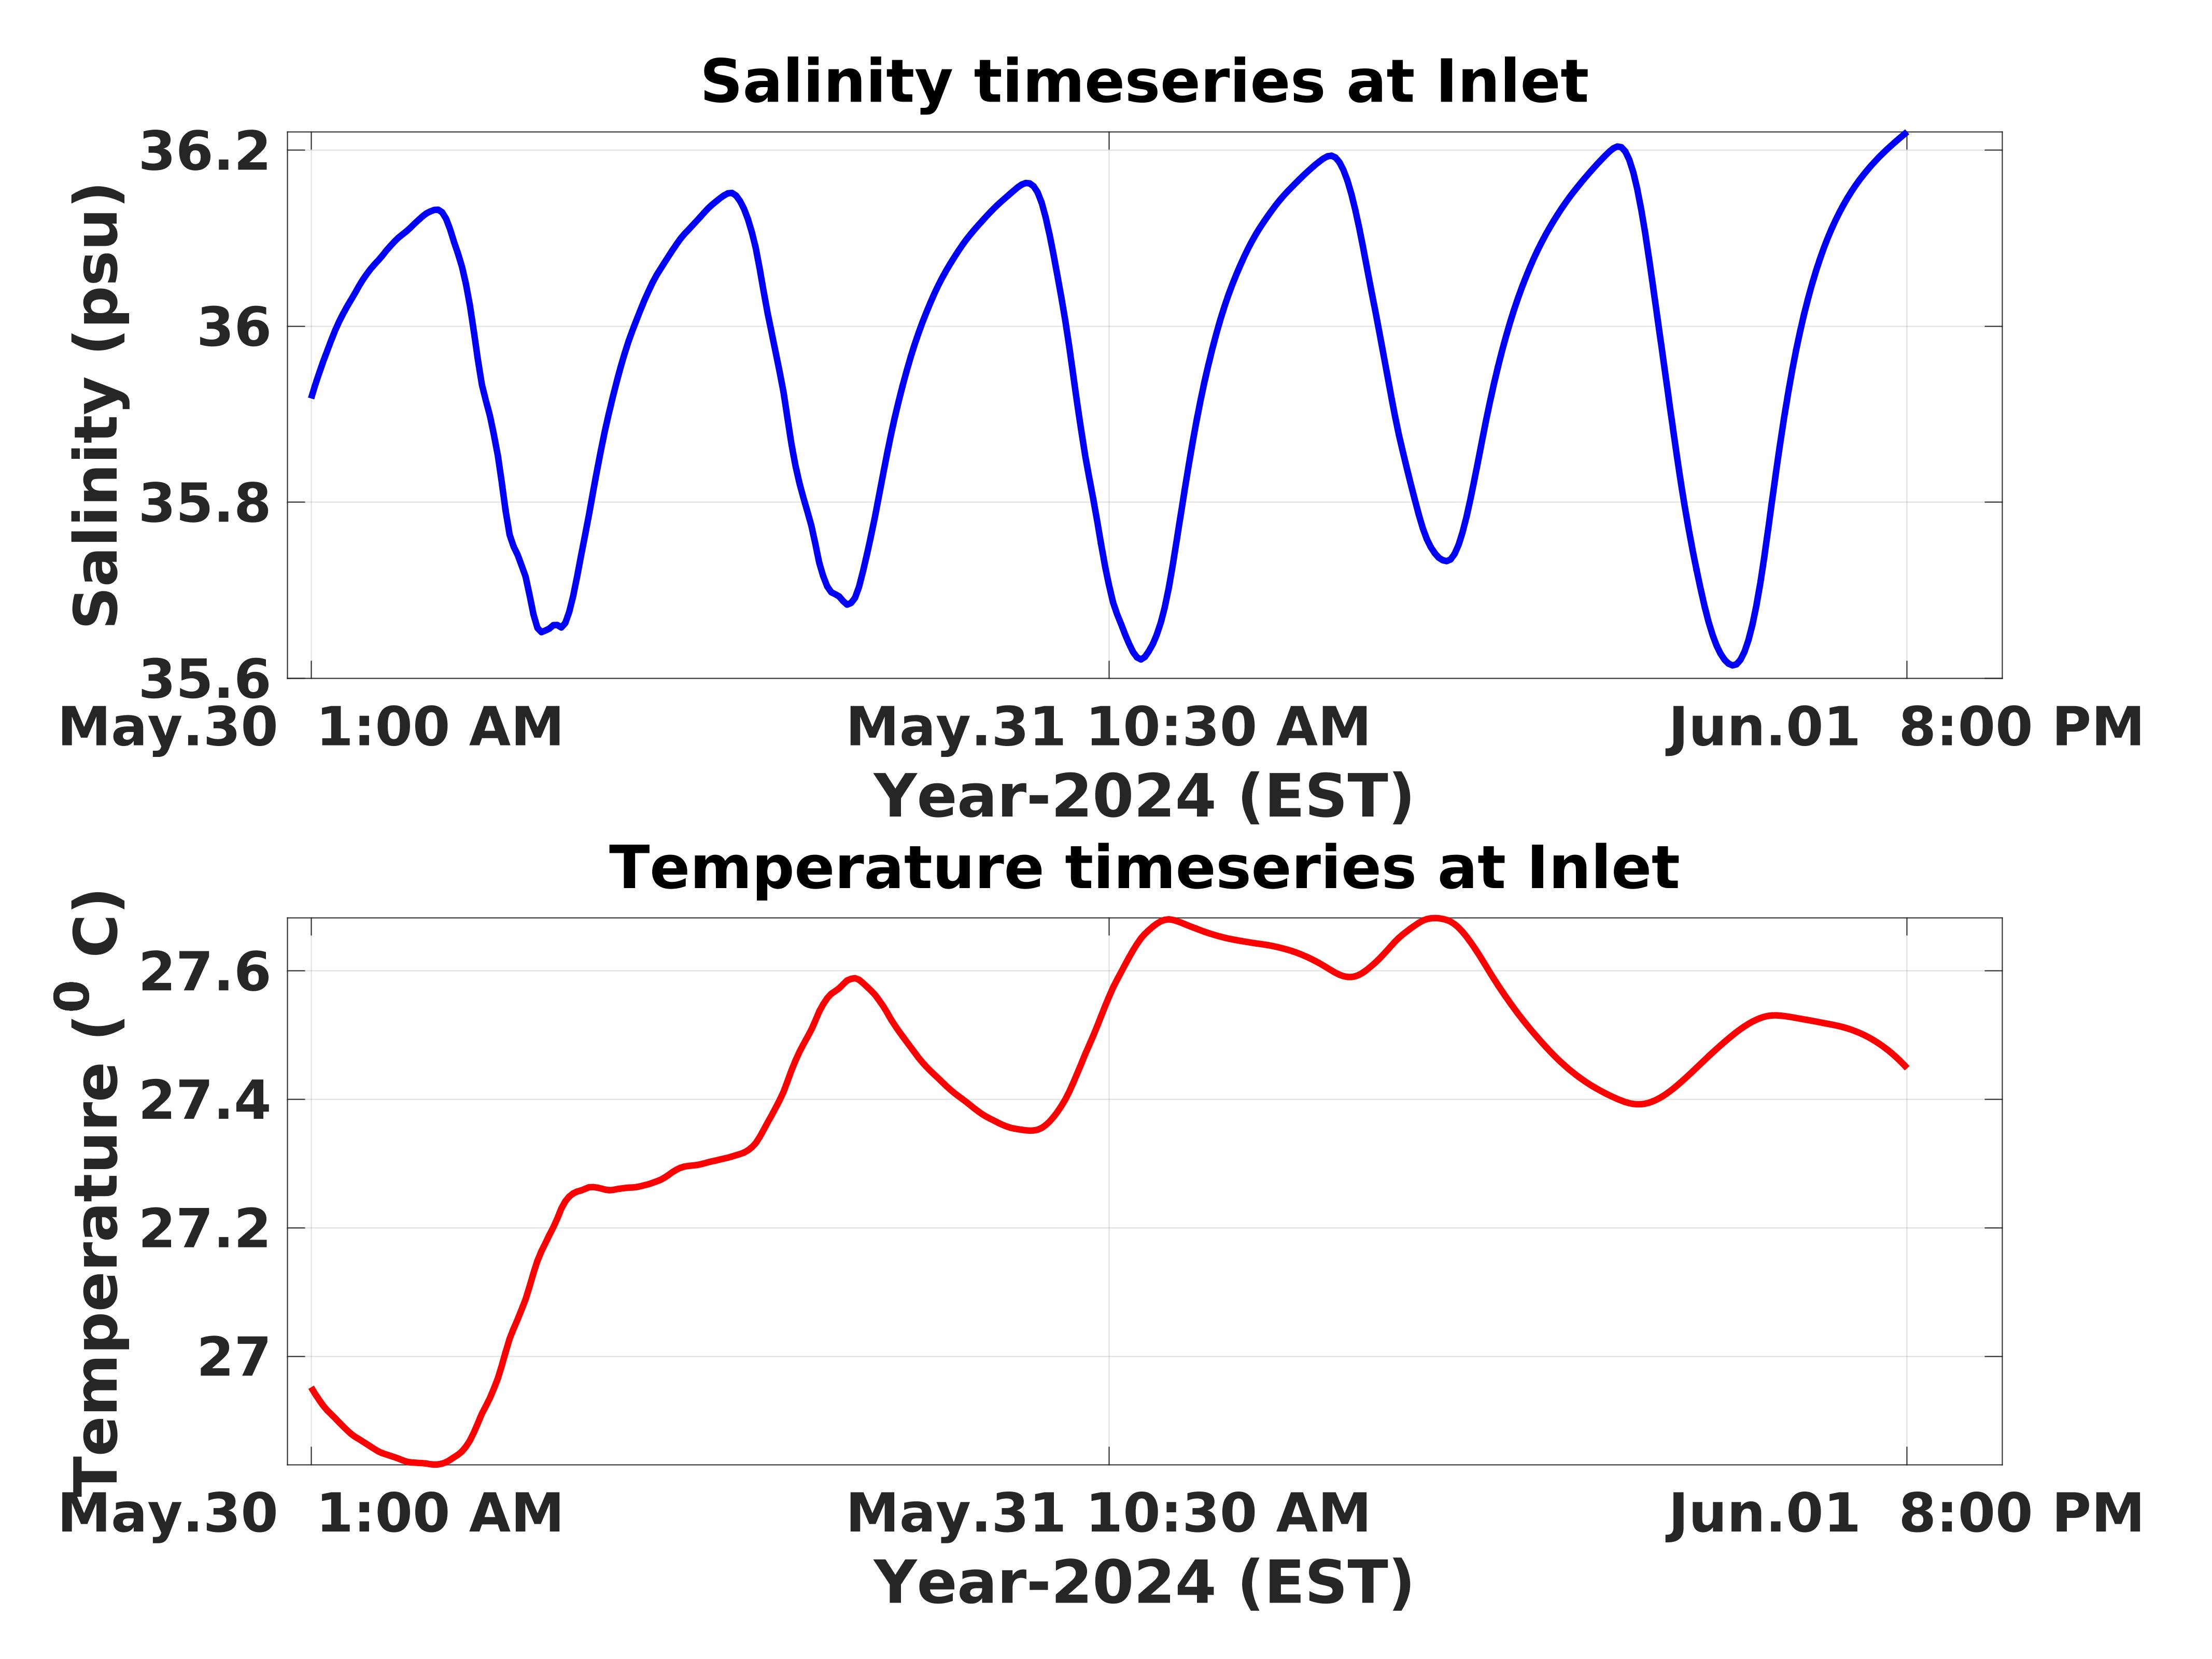 Salinity timeseries at Inlet
Salinity (psu)
36.2
36
35.8
35.6
May.30  1:00 AM
May.31 10:30 AM
Jun.01  8:00 PM
Year-2024 (EST)
Temperature timeseries at Inlet
Temperature (⁰ C)
27.6
27.4
27.2
27
May.30  1:00 AM
May.31 10:30 AM
Jun.01  8:00 PM
Year-2024 (EST)